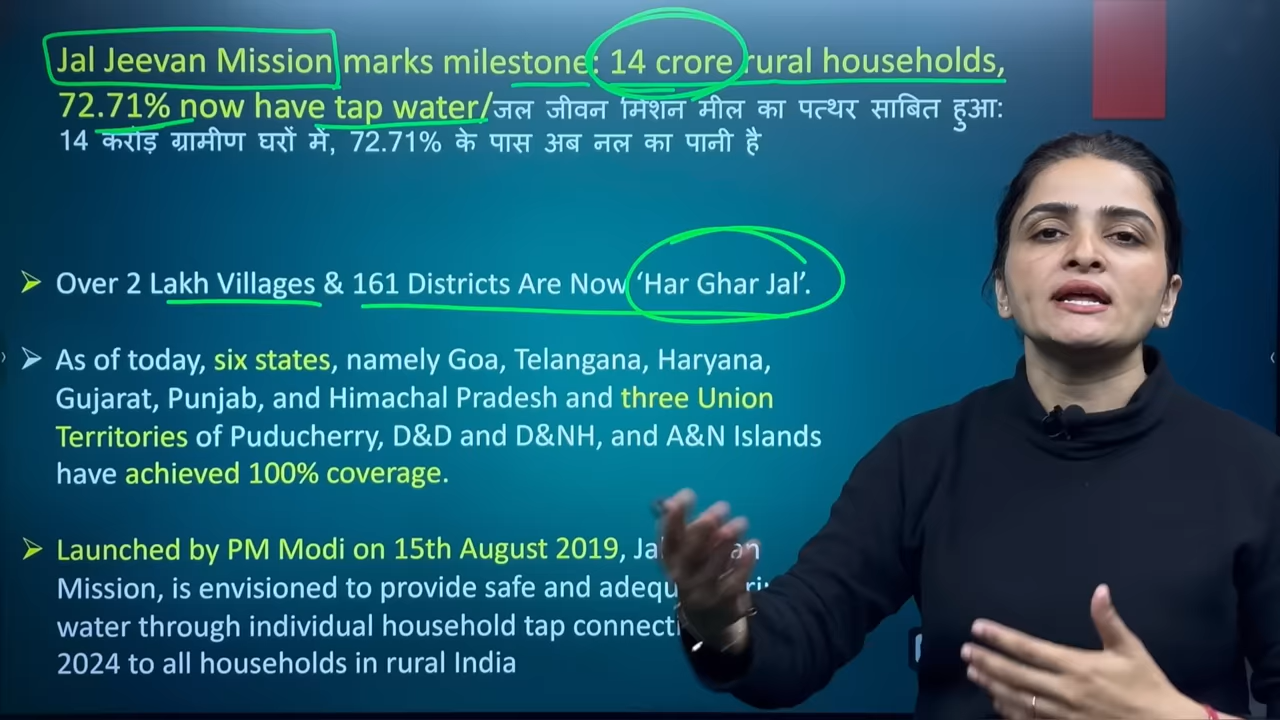 Jal Jeevan Mission marks milestone: 14 crore rural households,
72.71% now have tap water/जल जीवन मिशन मील का पत्थर साबित हुआ:
14 करोड़ ग्रामीण घरों में, 72.71% के पास अब नल का पानी है
Over 2 Lakh Villages & 161 Districts Are Now ‘Har Ghar Jal’.
As of today, six states, namely Goa, Telangana, Haryana,
Gujarat, Punjab, and Himachal Pradesh and three Union
Territories of Puducherry, D&D and D&NH, and A&N Islands
have achieved 100% coverage.
Launched by PM Modi on 15th August 2019,
Mission, is envisioned to provide safe and
water through individual household tap
2024 to all households in rural India